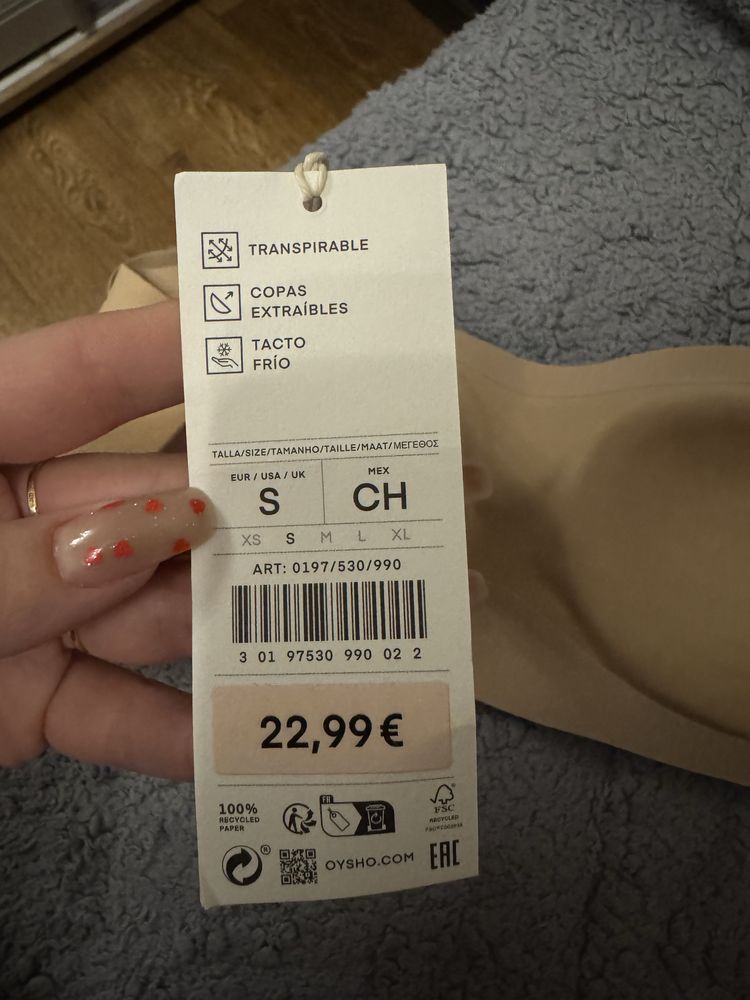 TRANSPIRABLE
COPAS
EXTRAÍBLES
TACTO
FRÍO
TALLA/SIZE/TAMANHO/TAILLE/MAAT/ΜΕΓΕΘΟΣ
EUR / USA / UK
S
MEX
CH
XS S M L XL
ART: 0197/530/990
3 01 97530 990 02 2
22,99 €
100%
RECYCLED
PAPER
FR
FSC
RECYCLED
OYSHO.COM
EAC